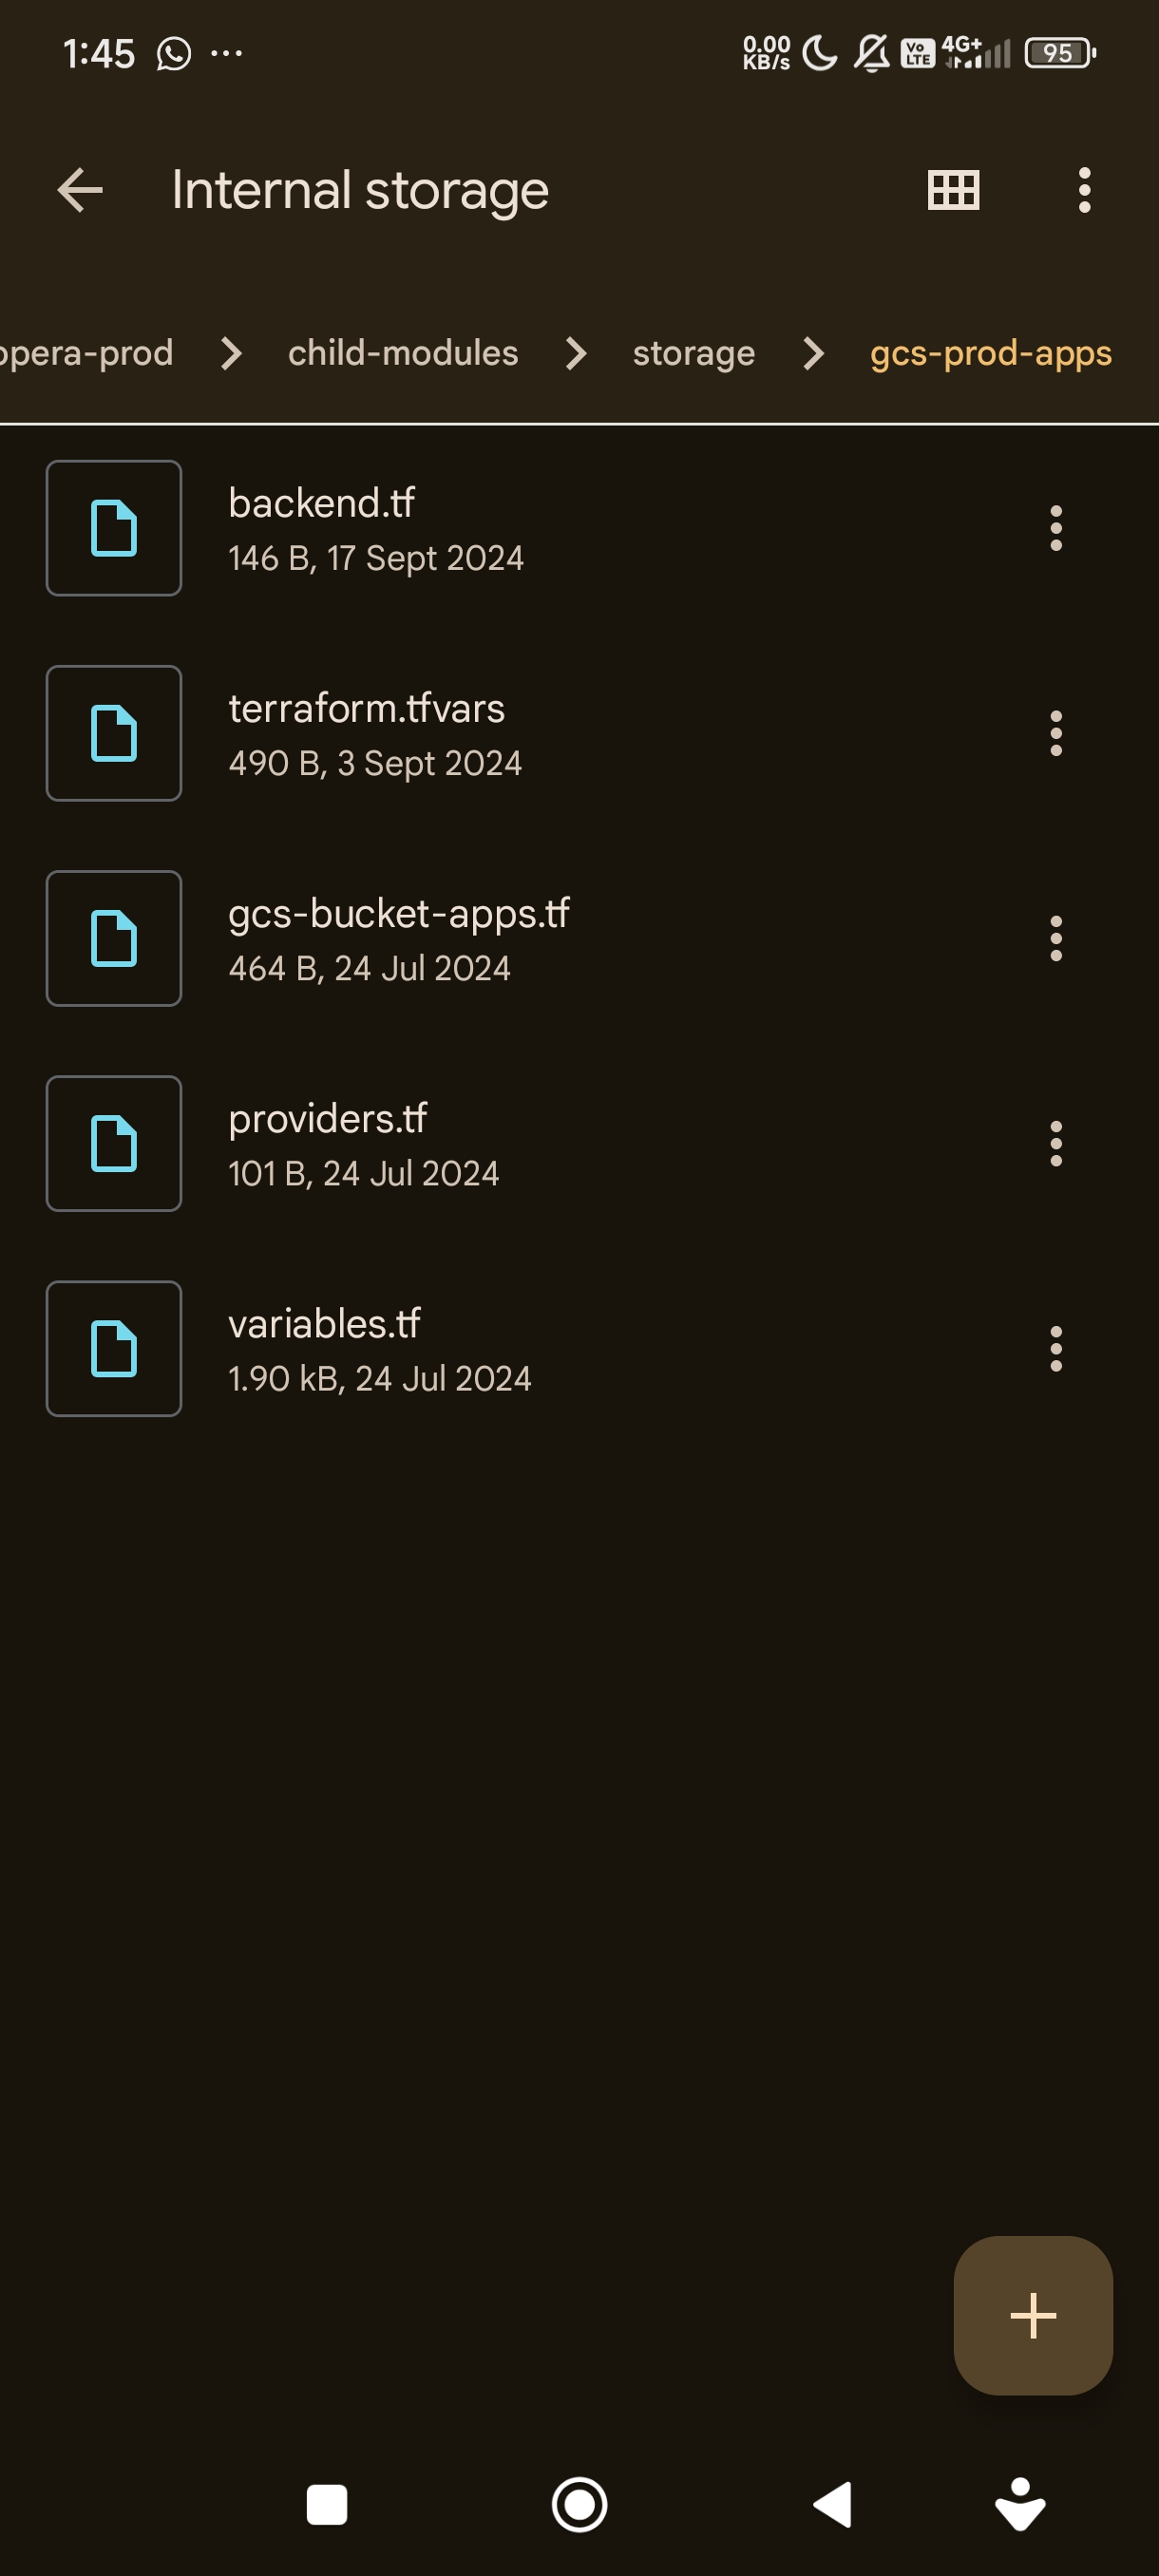 1:45
0.00
KB/s
Vo
LTE
4G+
95
Internal storage
opera-prod
child-modules
storage
gcs-prod-apps
backend.tf
146 B, 17 Sept 2024
terraform.tfvars
490 B, 3 Sept 2024
gcs-bucket-apps.tf
464 B, 24 Jul 2024
providers.tf
101 B, 24 Jul 2024
variables.tf
1.90 kB, 24 Jul 2024